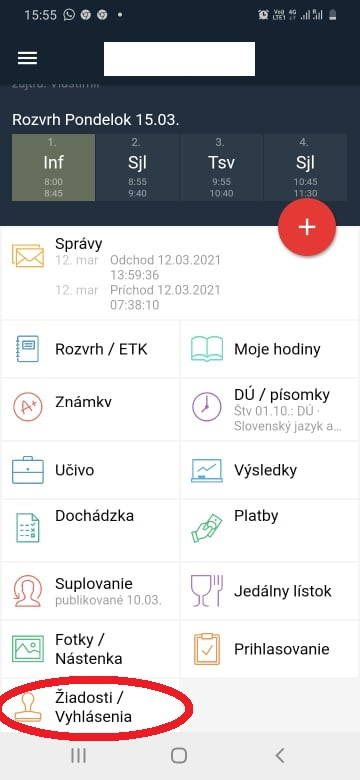 15:55
Zajtra: Vlastimil
Rozvrh Pondelok 15.03.
1. 2. 3. 4.
Inf Sjl Tsv Sjl
8:00 8:55 9:55 10:45
8:45 9:40 10:40 11:30
+
Správy
12. mar Odchod 12.03.2021
13:59:36
12. mar Príchod 12.03.2021
07:38:10
Rozvrh / ETK
Moje hodiny
Známky
DÚ / písomky
Štv 01.10.: DÚ ·
Slovenský jazyk a...
Učivo
Výsledky
Dochádzka
Platby
Suplovanie
publikované 10.03.
Jedálny lístok
Fotky /
Nástenka
Prihlasovanie
Žiadosti /
Vyhlásenia